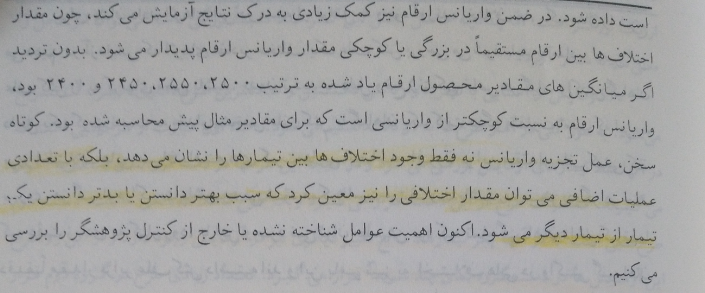 است داده شود. در ضمن واریانس ارقام نیز کمک زیادی به درک نتایج آزمایش می‌کند، چون مقدار
اختلاف‌ها بین ارقام مستقیماً در بزرگی یا کوچکی مقدار واریانس ارقام پدیدار می‌شود. بدون تردید
اگر میانگین های مقادیر محصول ارقام یاد شده به ترتیب ۲۵۰۰، ۲۵۵۰، ۲۴۵۰ و ۲۴۰۰ بود،
واریانس ارقام به نسبت کوچکتر از واریانسی است که برای مقادیر مثال پیش محاسبه شده بود. کوتاه
سخن، عمل تجزیه واریانس نه فقط وجود اختلاف‌ها بین تیمارها را نشان می‌دهد، بلکه با تعدادی
عملیات اضافی می توان مقدار اختلافی را نیز معین کرد که سبب بهتر دانستن یا بدتر دانستن یک
تیمار از تیمار دیگر می شود. اکنون اهمیت عوامل شناخته نشده یا خارج از کنترل پژوهشگر را بررسی
می کنیم.